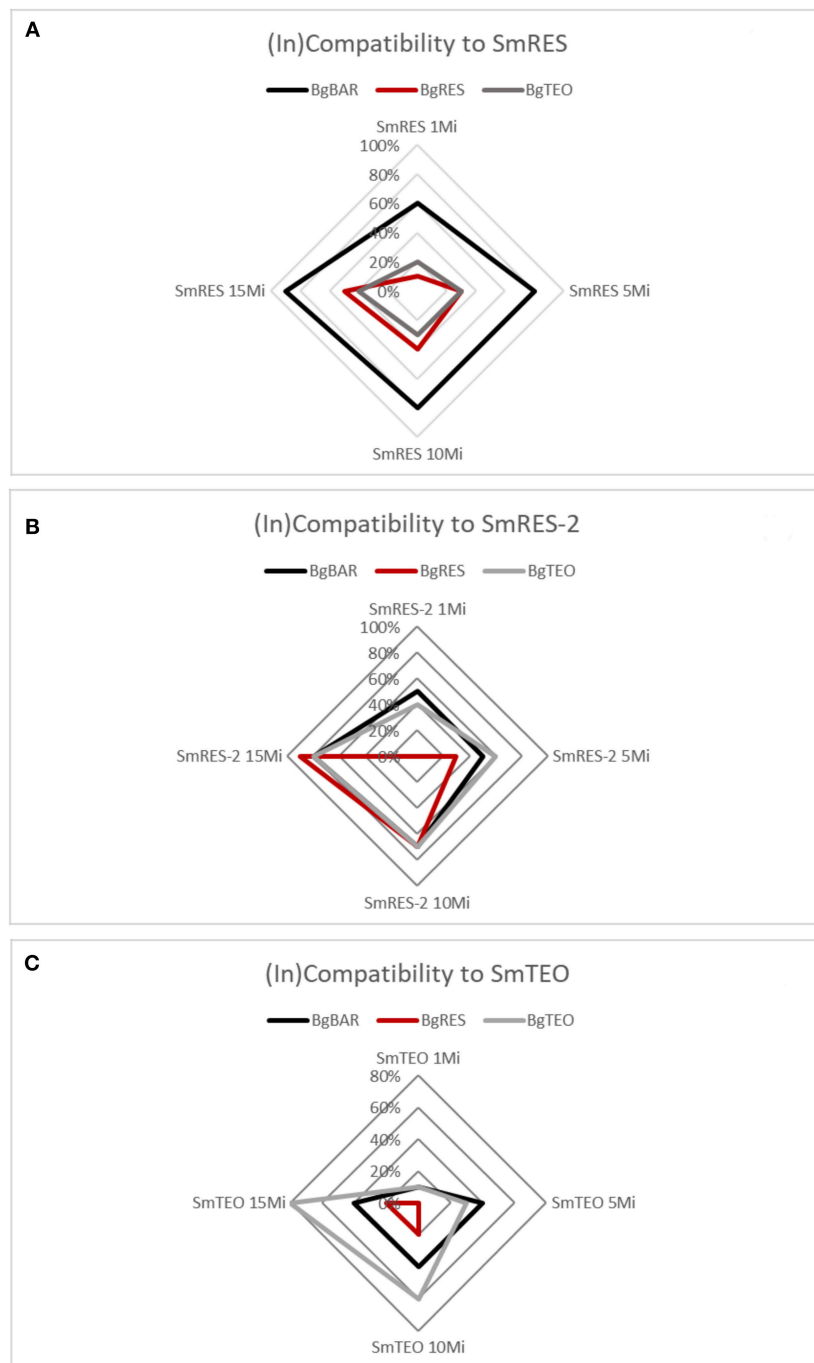 A
(In)Compatibility to SmRES
BgBAR BgRES BgTEO
SmRES 1Mi
100%
80%
60%
40%
20%
SmRES 15Mi 0% SmRES 5Mi
SmRES 10Mi
B
(In)Compatibility to SmRES-2
BgBAR BgRES BgTEO
SmRES-2 1Mi
100%
80%
60%
40%
20%
SmRES-2 15Mi 0% SmRES-2 5Mi
SmRES-2 10Mi
C
(In)Compatibility to SmTEO
BgBAR BgRES BgTEO
SmTEO 1Mi
80%
60%
40%
20%
SmTEO 15Mi 0% SmTEO 5Mi
SmTEO 10Mi